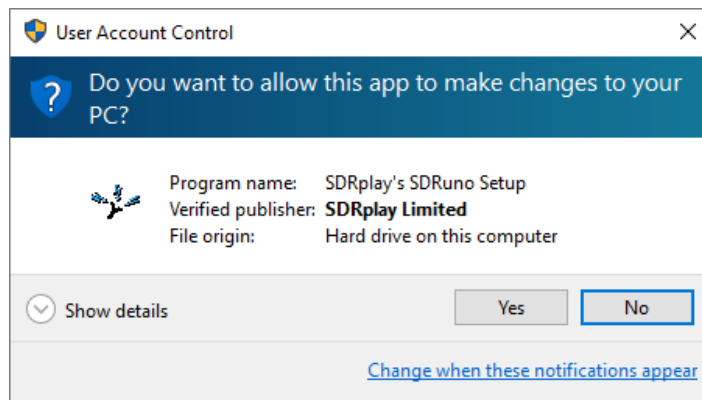 User Account Control
Do you want to allow this app to make changes to your
PC?
Program name: SDRplay's SDRuno Setup
Verified publisher: SDRplay Limited
File origin: Hard drive on this computer
Show details
Yes
No
Change when these notifications appear